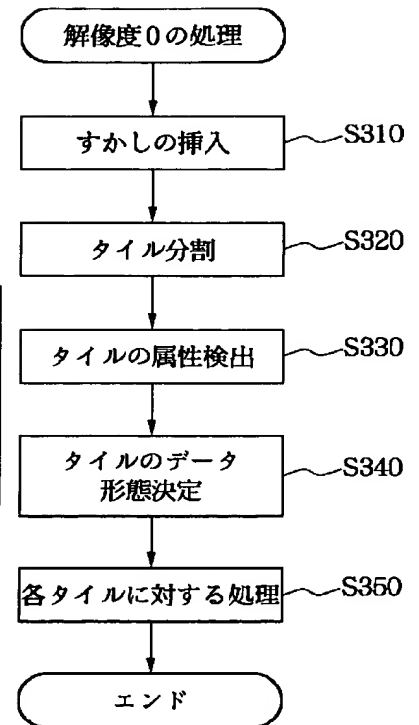 解像度0の処理
すかしの挿入
S310
タイル分割
S320
タイルの属性検出
S330
タイルのデータ
形態決定
S340
各タイルに対する処理
S350
エンド